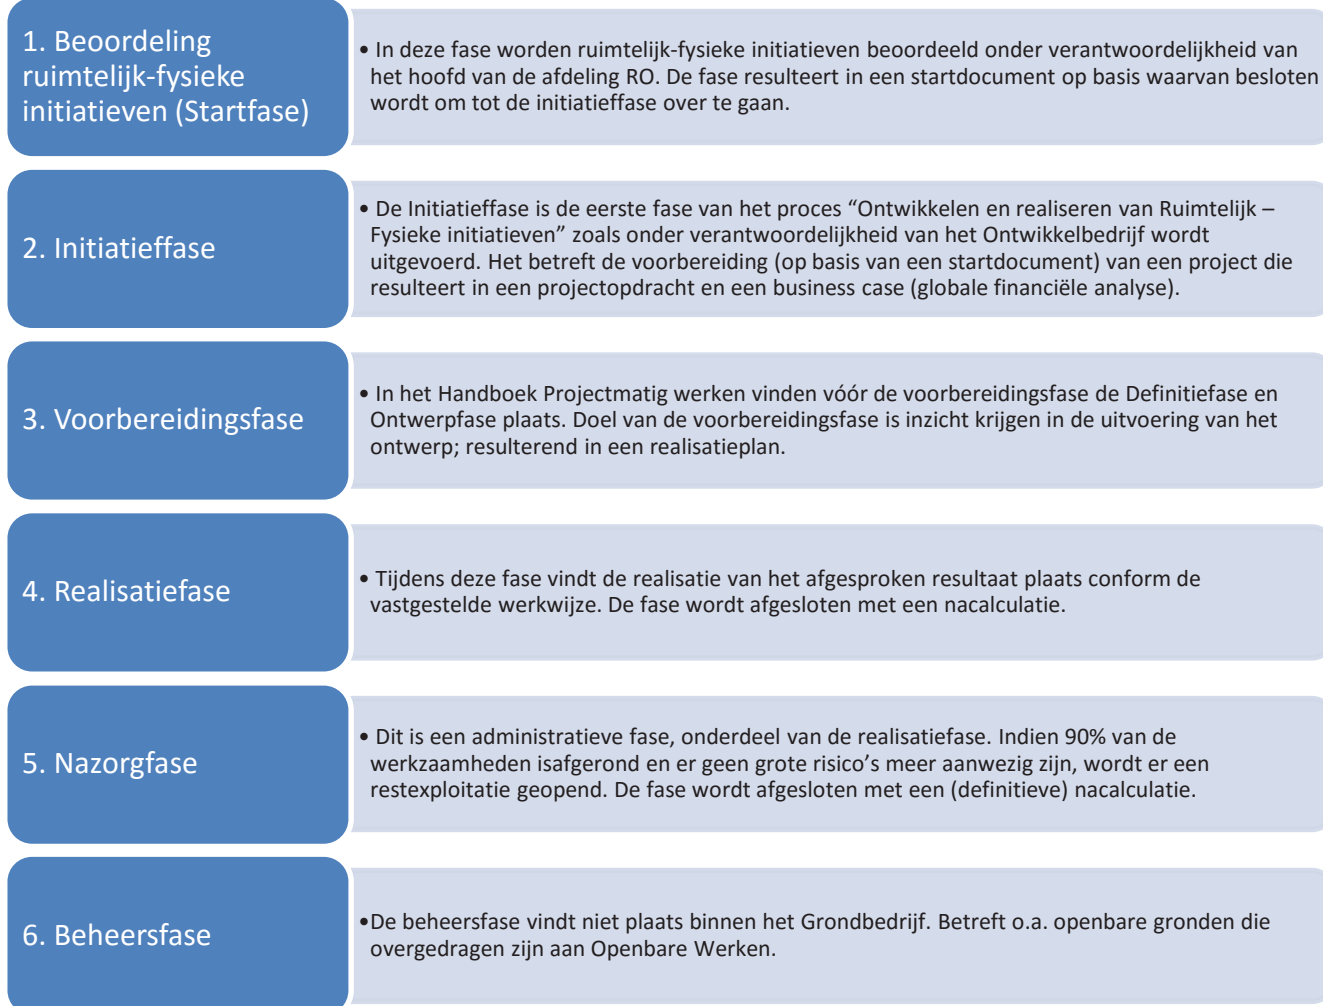 1. Beoordeling
ruimtelijk-fysieke
initiatieven (Startfase)
• In deze fase worden ruimtelijk-fysieke initiatieven beoordeeld onder verantwoordelijkheid van
het hoofd van de afdeling RO. De fase resulteert in een startdocument op basis waarvan besloten
wordt om tot de initiatieffase over te gaan.
2. Initiatieffase
• De Initiatieffase is de eerste fase van het proces “Ontwikkelen en realiseren van Ruimtelijk –
Fysieke initiatieven” zoals onder verantwoordelijkheid van het Ontwikkelbedrijf wordt
uitgevoerd. Het betreft de voorbereiding (op basis van een startdocument) van een project die
resulteert in een projectopdracht en een business case (globale financiële analyse).
3. Voorbereidingsfase
• In het Handboek Projectmatig werken vinden vóór de voorbereidingsfase de Definitiefase en
Ontwerpfase plaats. Doel van de voorbereidingsfase is inzicht krijgen in de uitvoering van het
ontwerp; resulterend in een realisatieplan.
4. Realisatiefase
• Tijdens deze fase vindt de realisatie van het afgesproken resultaat plaats conform de
vastgestelde werkwijze. De fase wordt afgesloten met een nacalculatie.
5. Nazorgfase
• Dit is een administratieve fase, onderdeel van de realisatiefase. Indien 90% van de
werkzaamheden isafgerond en er geen grote risico’s meer aanwezig zijn, wordt er een
restexploitatie geopend. De fase wordt afgesloten met een (definitieve) nacalculatie.
6. Beheersfase
•De beheersfase vindt niet plaats binnen het Grondbedrijf. Betreft o.a. openbare gronden die
overgedragen zijn aan Openbare Werken.